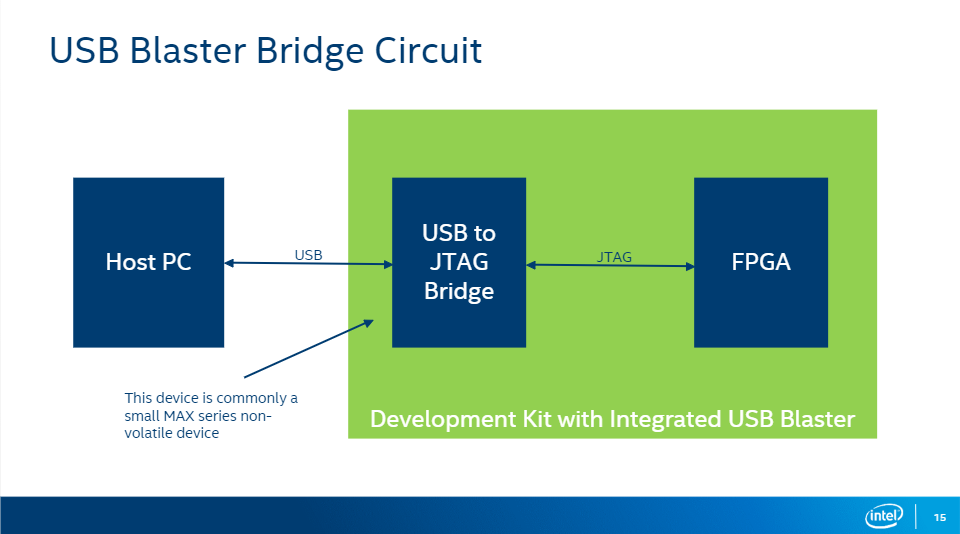 USB Blaster Bridge Circuit
Host PC
USB
USB to
JTAG
Bridge
JTAG
FPGA
This device is commonly a
small MAX series non-
volatile device
Development Kit with Integrated USB Blaster
intel
15